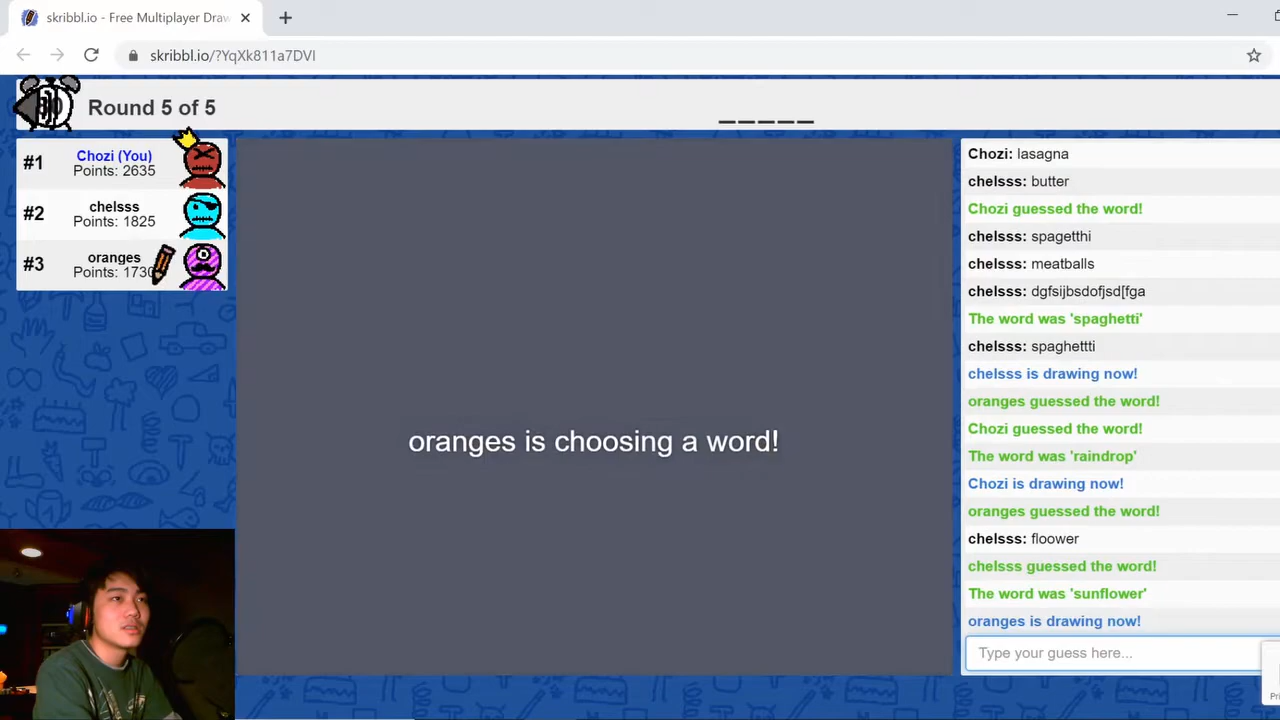 skribbl.io - Free Multiplayer Draw
skribbl.io/?YqXk811a7DVI
Round 5 of 5
_____
#1
Chozi (You)
Points: 2635
#2
chelsss
Points: 1825
#3
oranges
Points: 1730
oranges is choosing a word!
Chozi: lasagna
chelsss: butter
Chozi guessed the word!
chelsss: spagetthi
chelsss: meatballs
chelsss: dgfsijbsdofjsd[fga
The word was 'spaghetti'
chelsss: spaghettti
chelsss is drawing now!
oranges guessed the word!
Chozi guessed the word!
The word was 'raindrop'
Chozi is drawing now!
oranges guessed the word!
chelsss: floower
chelsss guessed the word!
The word was 'sunflower'
oranges is drawing now!
Type your guess here...